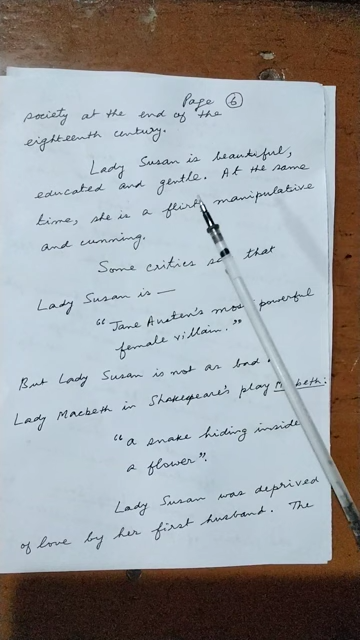 Page 6
society at the end of the
eighteenth century.
Lady Susan is beautiful,
educated and gentle. At the same
time, she is a flirt manipulative
and cunning.
Some critics that
Lady Susan is —
"Jane Austen's most powerful
female villain."
But Lady Susan is not as bad
Lady Macbeth in Shakespeare's play
"a snake hiding inside
a flower".
Lady Susan was deprived
of love by her first husband. The